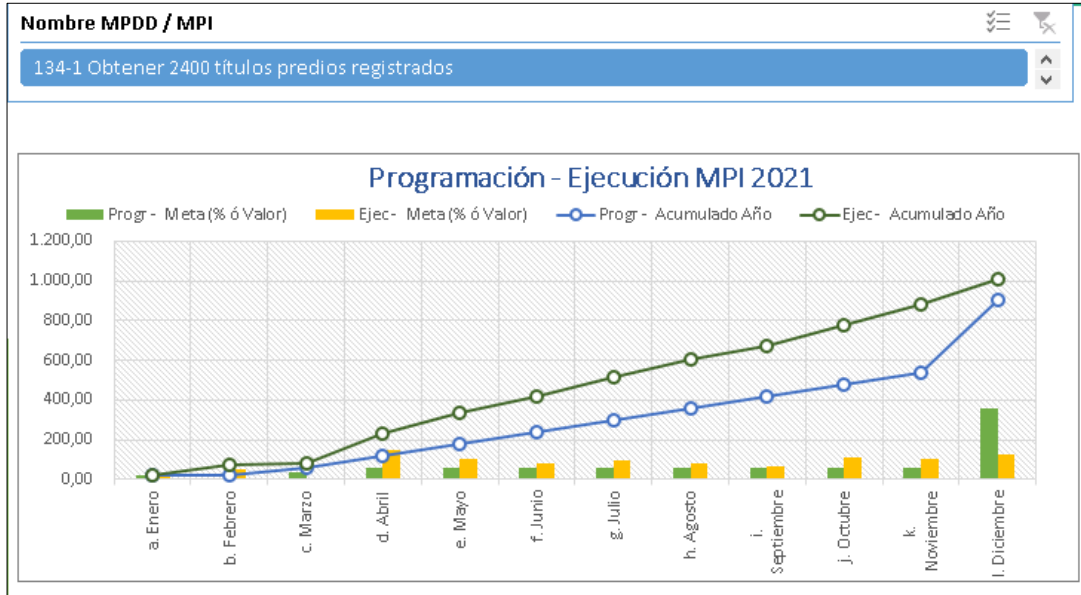 Nombre MPDD / MPI
134-1 Obtener 2400 títulos predios registrados
Programación - Ejecución MPI 2021
Progr - Meta (% ó Valor)
Ejec - Meta (% ó Valor)
Progr - Acumulado Año
Ejec - Acumulado Año
1.200,00
1.000,00
800,00
600,00
400,00
200,00
0,00
a. Enero
b. Febrero
c. Marzo
d. Abril
e. Mayo
f. Junio
g. Julio
h. Agosto
i.
Septiembre
j. Octubre
k.
Noviembre
l. Diciembre